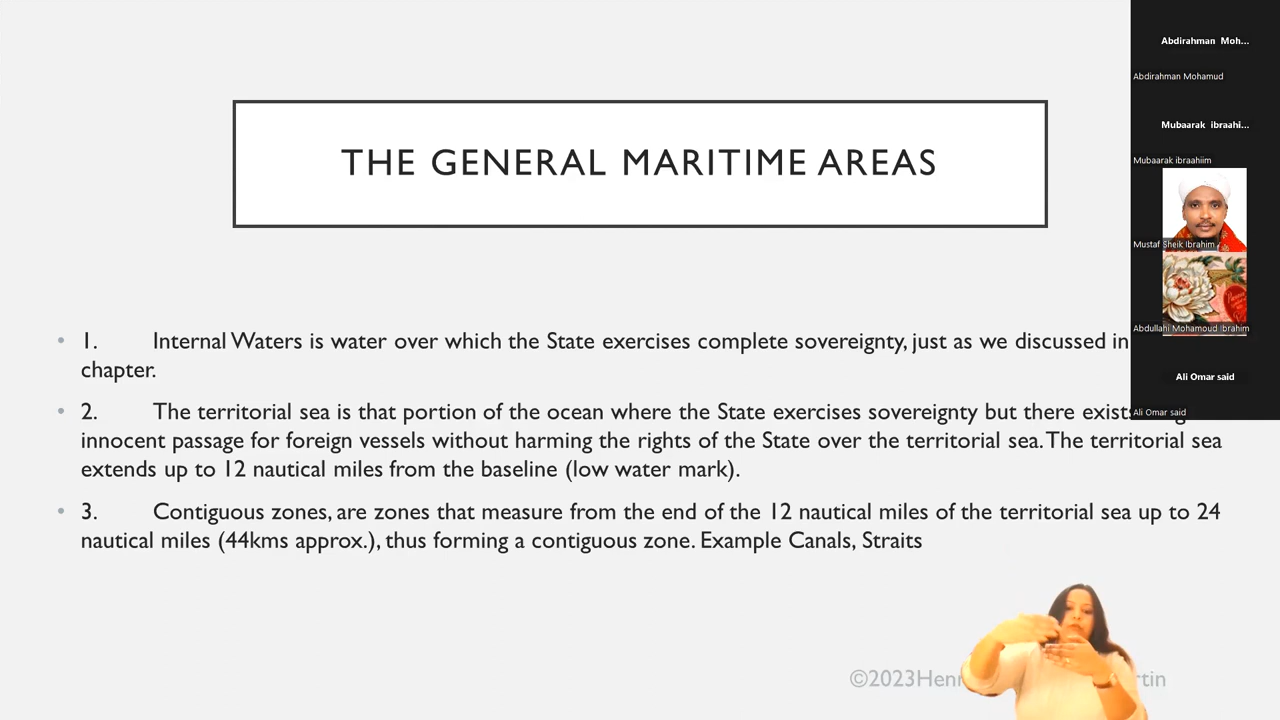 THE GENERAL MARITIME AREAS
• 1. Internal Waters is water over which the State exercises complete sovereignty, just as we discussed in
chapter.
• 2. The territorial sea is that portion of the ocean where the State exercises sovereignty but there exists
innocent passage for foreign vessels without harming the rights of the State over the territorial sea. The territorial sea
extends up to 12 nautical miles from the baseline (low water mark).
• 3. Contiguous zones, are zones that measure from the end of the 12 nautical miles of the territorial sea up to 24
nautical miles (44kms approx.), thus forming a contiguous zone. Example Canals, Straits
Abdirahman Moh...
Abdirahman Mohamud
Mubaarak ibraahi...
Mubaarak ibraahiim
Mustaf Sheik Ibrahim
Abdullahi Mohamoud Ibrahim
Ali Omar said
Ali Omar said
©2023